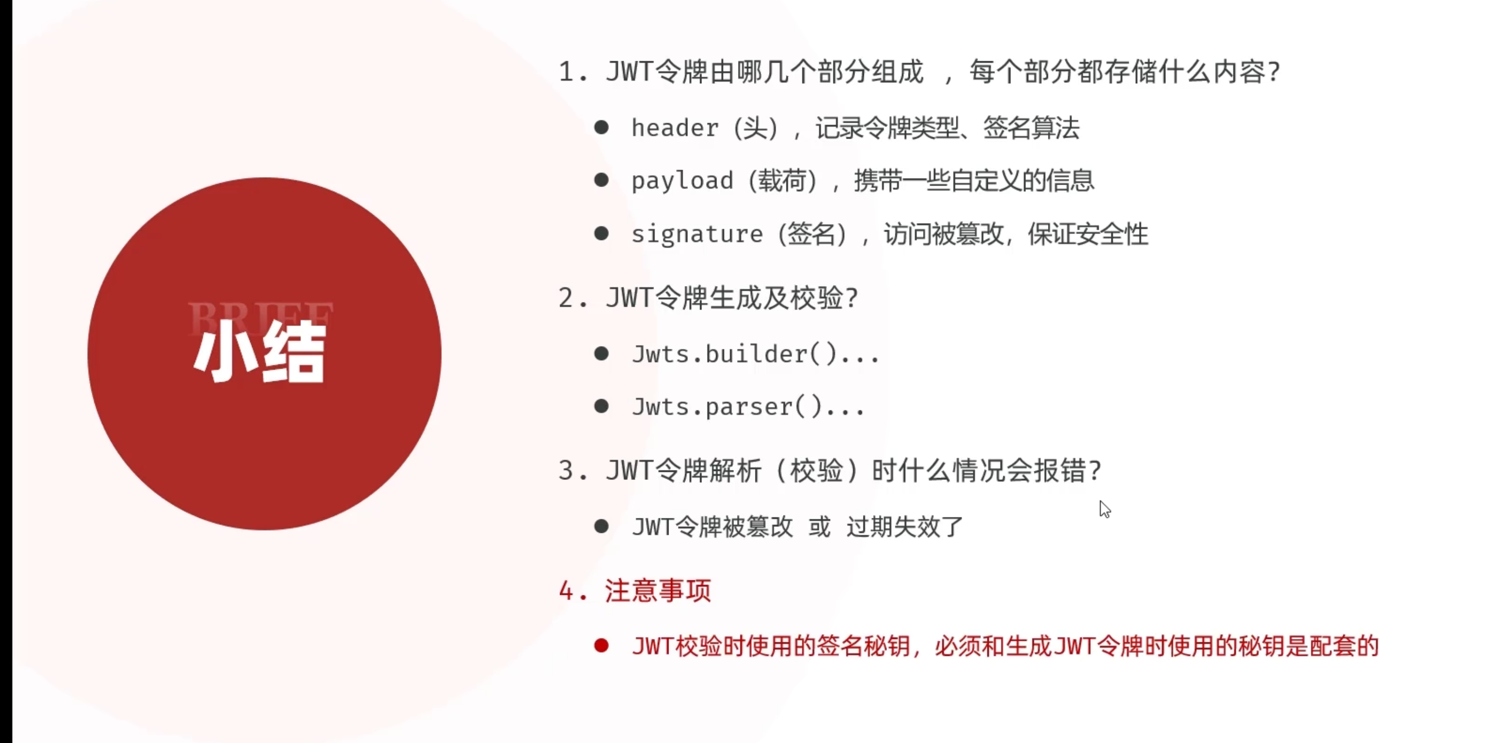 BRIEF
小结
1. JWT令牌由哪几个部分组成 ，每个部分都存储什么内容？
● header（头），记录令牌类型、签名算法
● payload（载荷），携带一些自定义的信息
● signature（签名），访问被篡改，保证安全性
2. JWT令牌生成及校验？
● Jwts.builder()...
● Jwts.parser()...
3. JWT令牌解析（校验）时什么情况会报错？
● JWT令牌被篡改 或 过期失效了
4. 注意事项
● JWT校验时使用的签名秘钥，必须和生成JWT令牌时使用的秘钥是配套的